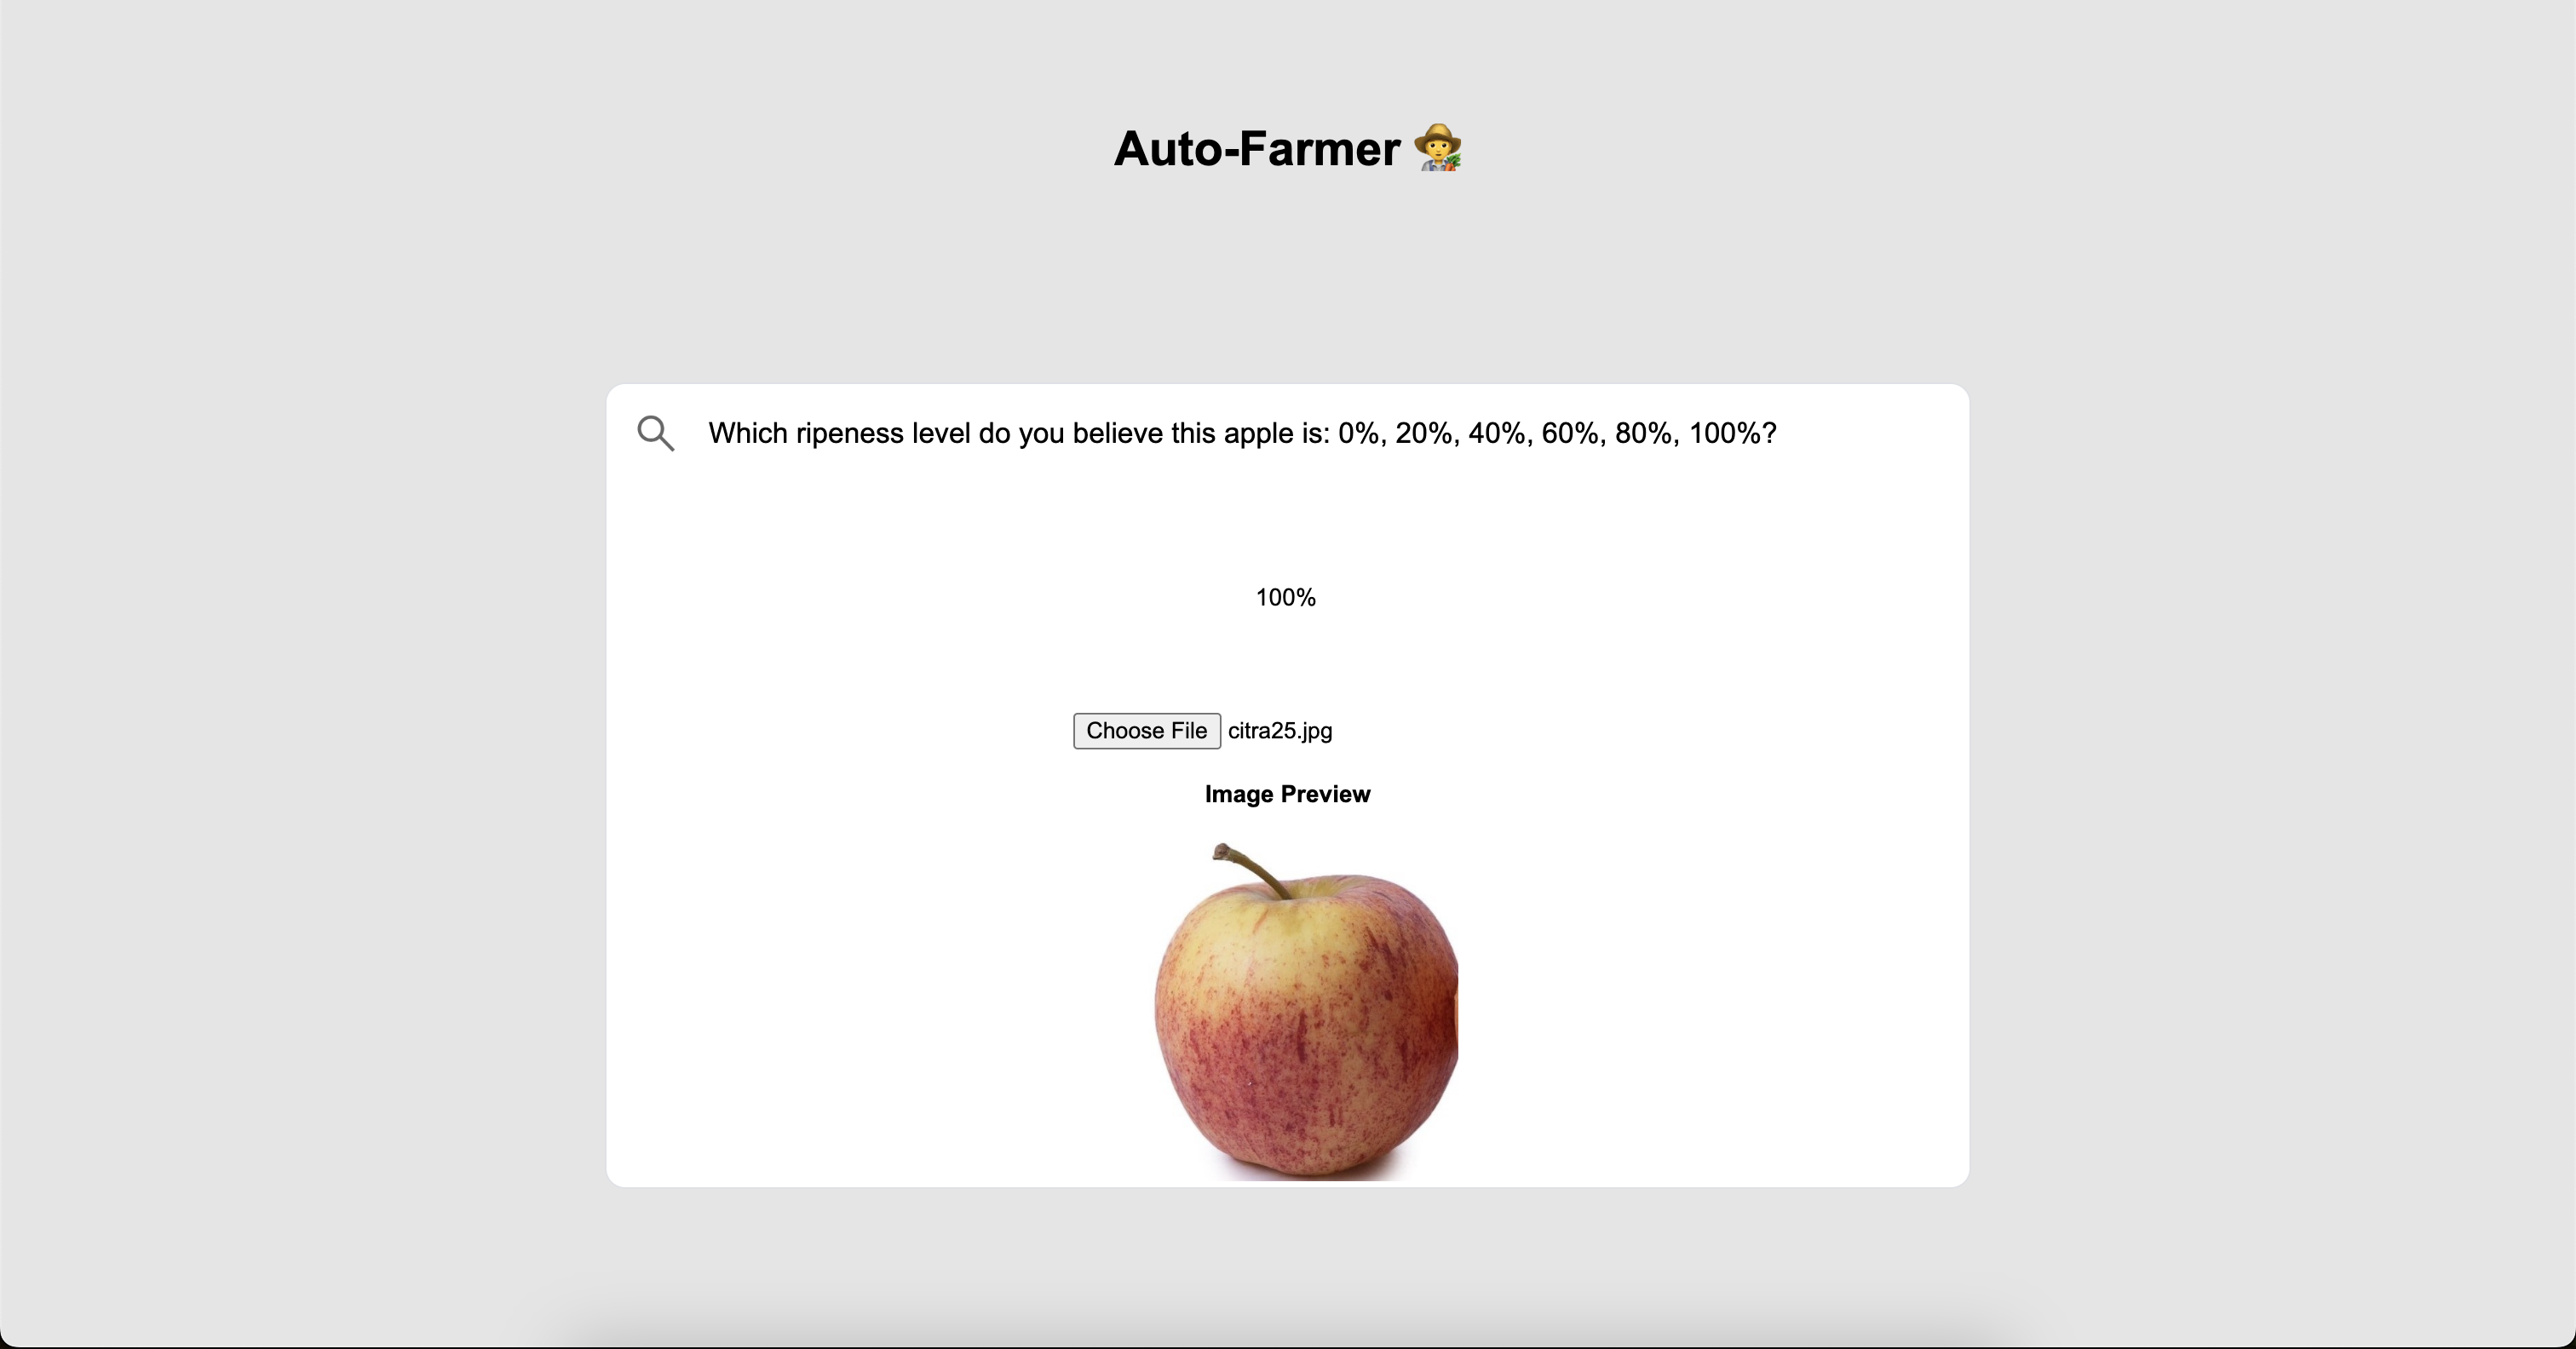 Auto-Farmer 🧑‍🌾
Which ripeness level do you believe this apple is: 0%, 20%, 40%, 60%, 80%, 100%?
100%
Choose File citra25.jpg
Image Preview